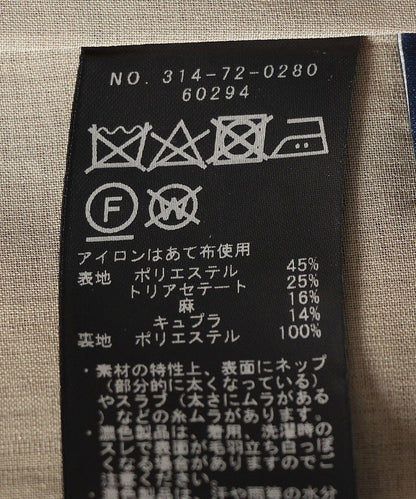 NO. 314-72-0280
60294
F
W
アイロンはあて布使用
表地 ポリエステル 45%
トリアセテート 25%
麻 16%
キュプラ 14%
裏地 ポリエステル 100%
・素材の特性上、表面にネップ
(部分的に太くなっている)
やスラブ(太さにムラがある
)などの糸ムラがあります。
・濃色製品は、着用、洗濯時の
スレで表面が毛羽立ち白っぽ
くなる場合がありますのでご